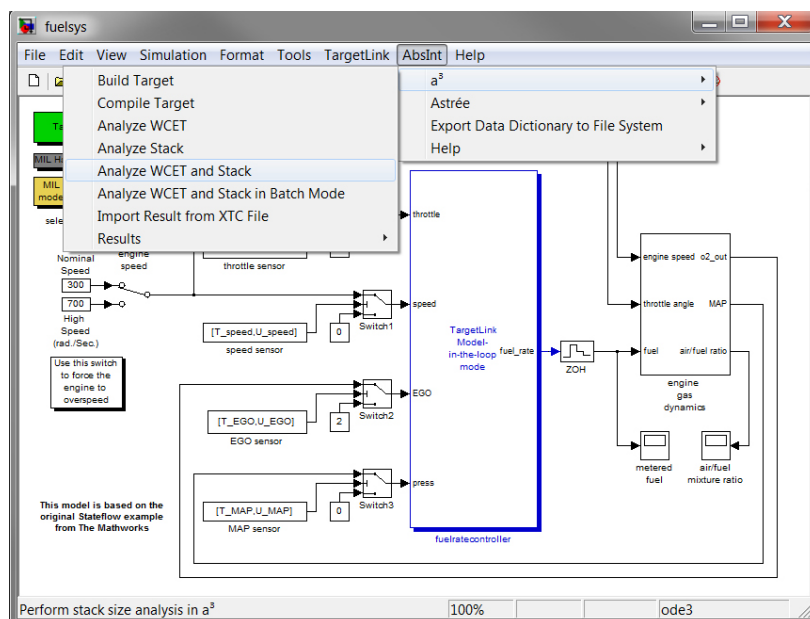 fuelsys
File Edit View Simulation Format Tools TargetLink AbsInt Help
Build Target
Compile Target
Analyze WCET
Analyze Stack
Analyze WCET and Stack
Analyze WCET and Stack in Batch Mode
Import Result from XTC File
Results
a³
Astrée
Export Data Dictionary to File System
Help
MIL
Nominal
Speed
engine
speed
300
700
High
Speed
(rad./Sec.)
Use this switch
to force the
engine to
overspeed
throttle sensor
[T_speed,U_speed]
speed sensor
0
Switch1
[T_EGO,U_EGO]
EGO sensor
2
Switch2
[T_MAP,U_MAP]
MAP sensor
0
Switch3
throttle
speed
EGO
press
TargetLink
Model-
in-the-loop
mode
fuel_rate
fuelratecontroller
ZOH
engine speed o2_out
throttle angle MAP
fuel air/fuel ratio
engine
gas
dynamics
metered
fuel
air/fuel
mixture ratio
This model is based on the
original Stateflow example
from The Mathworks
Perform stack size analysis in a³
100%
ode3